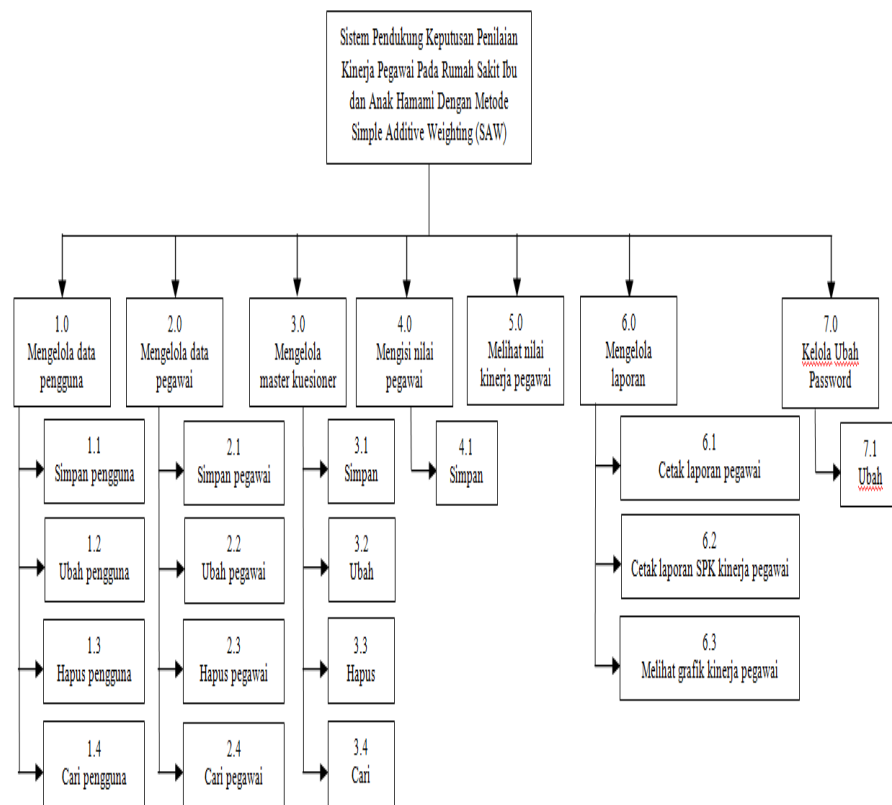 Sistem Pendukung Keputusan Penilaian
Kinerja Pegawai Pada Rumah Sakit Ibu
dan Anak Hamami Dengan Metode
Simple Additive Weighting (SAW)
1.0
Mengelola data
pengguna
2.0
Mengelola data
pegawai
3.0
Mengelola
master kuesioner
4.0
Mengisi nilai
pegawai
5.0
Melihat nilai
kinerja pegawai
6.0
Mengelola
laporan
7.0
Kelola Ubah
Password
1.1
Simpan pengguna
1.2
Ubah pengguna
1.3
Hapus pengguna
1.4
Cari pengguna
2.1
Simpan pegawai
2.2
Ubah pegawai
2.3
Hapus pegawai
2.4
Cari pegawai
3.1
Simpan
3.2
Ubah
3.3
Hapus
3.4
Cari
4.1
Simpan
6.1
Cetak laporan pegawai
6.2
Cetak laporan SPK kinerja pegawai
6.3
Melihat grafik kinerja pegawai
7.1
Ubah